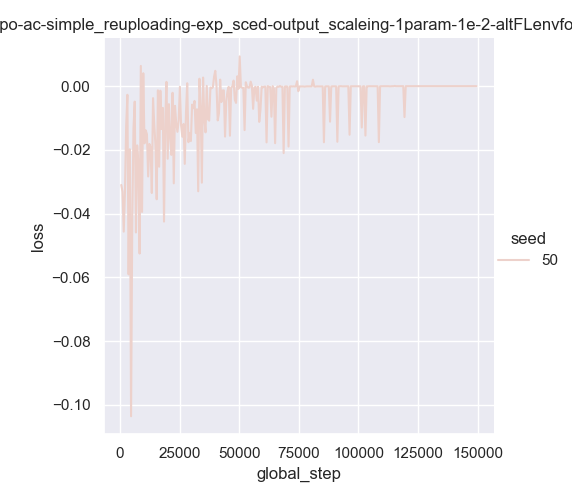 po-ac-simple_reuploading-exp_sced-output_scaleing-1param-1e-2-altFLenvfo
0.00
−0.02
−0.04
−0.06
−0.08
−0.10
loss
0 25000 50000 75000 100000 125000 150000
global_step
seed
50